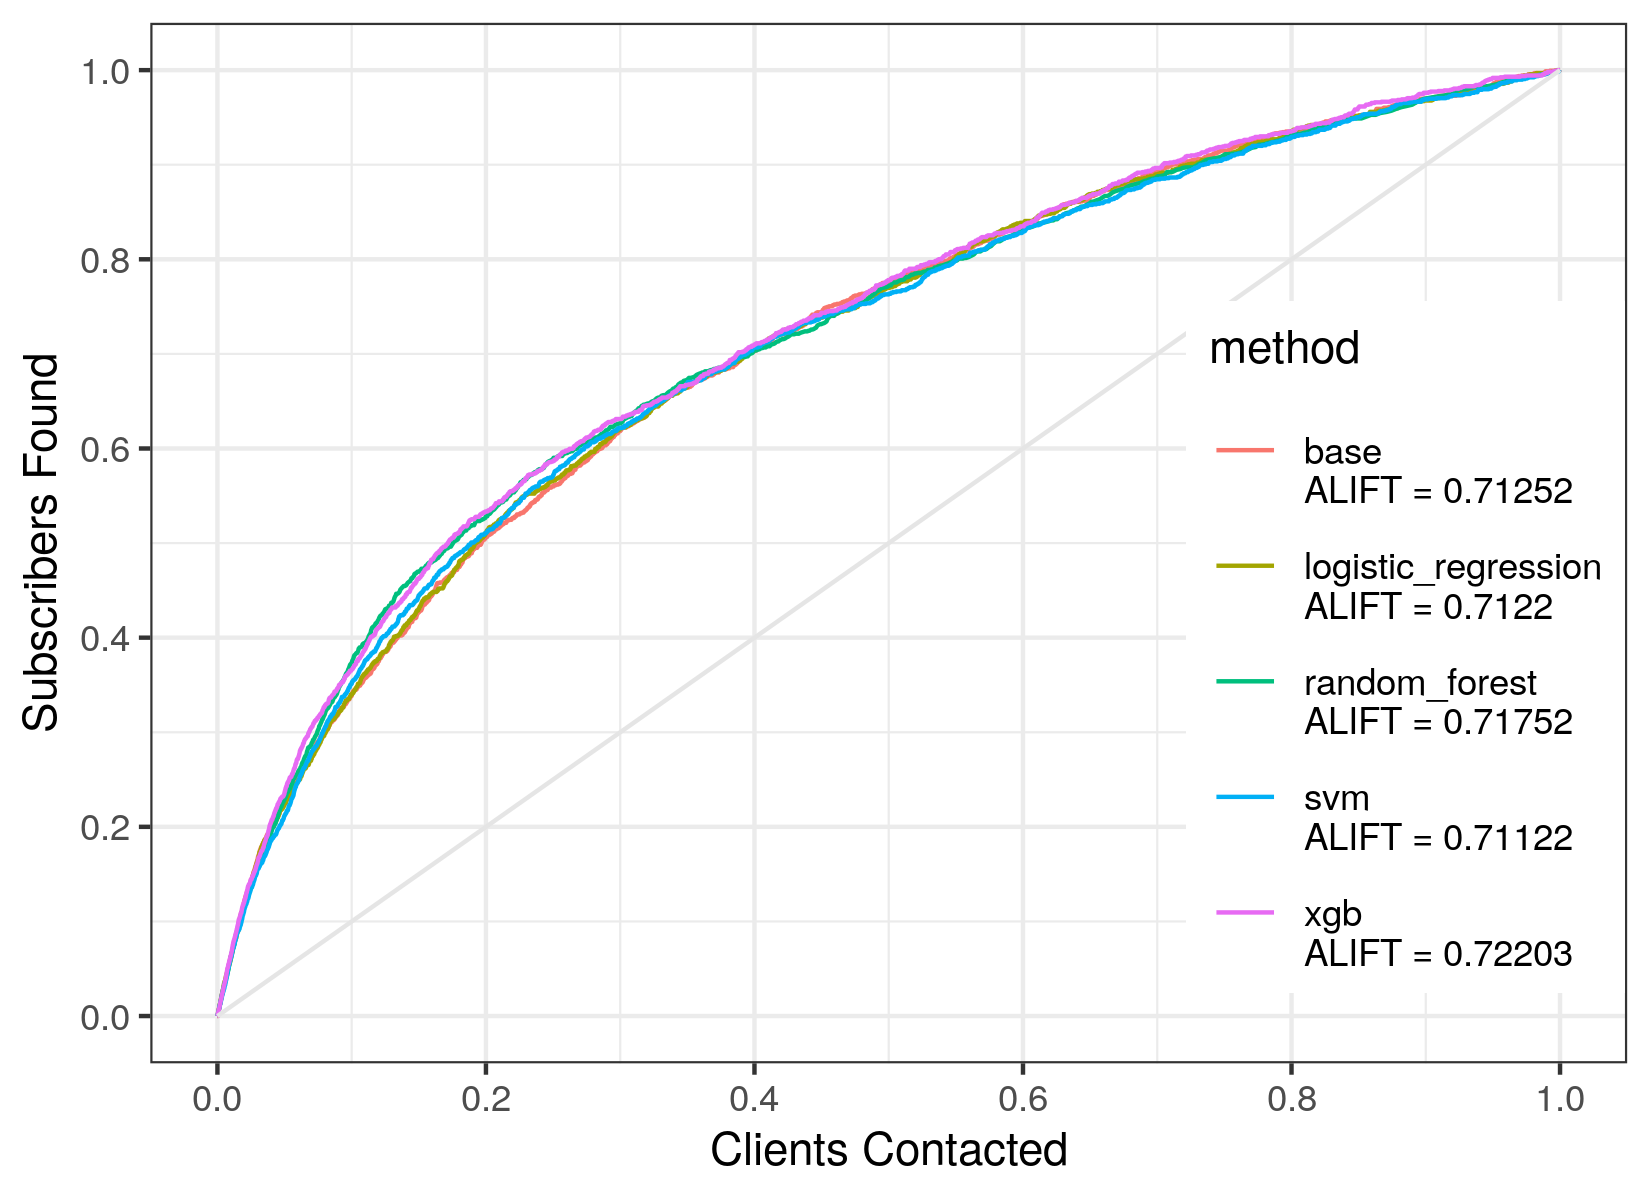 1.0
0.8
0.6
0.4
0.2
0.0
Subscribers Found
method
base
ALIFT = 0.71252
logistic_regression
ALIFT = 0.7122
random_forest
ALIFT = 0.71752
svm
ALIFT = 0.71122
xgb
ALIFT = 0.72203
0.0 0.2 0.4 0.6 0.8 1.0
Clients Contacted